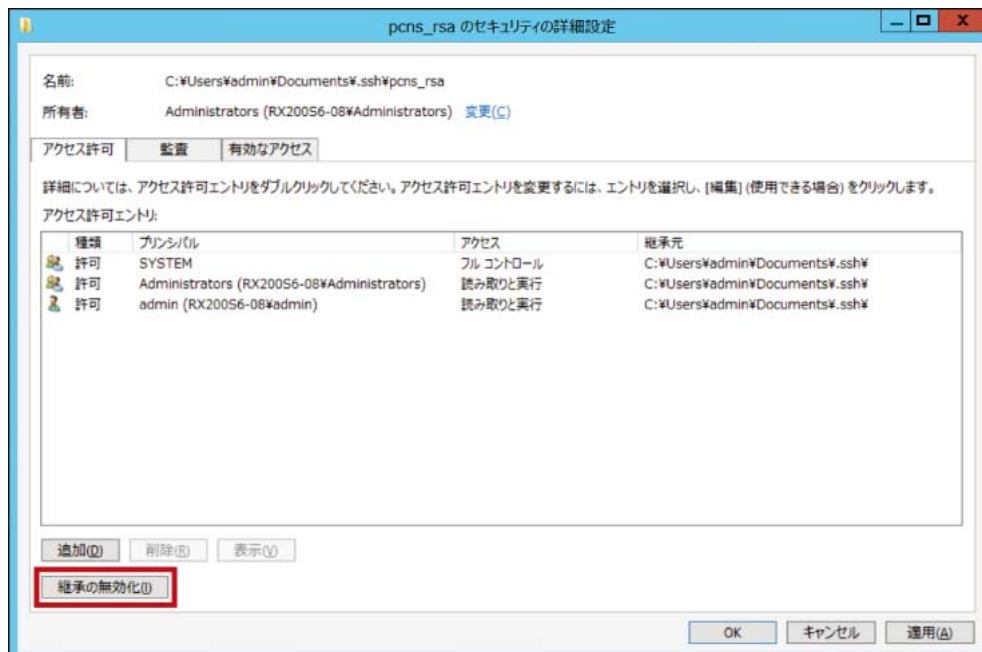 pcns_rsa のセキュリティの詳細設定
名前: C:¥Users¥admin¥Documents¥.ssh¥pcns_rsa
所有者: Administrators (RX200S6-08¥Administrators) 変更(C)
アクセス許可 監査 有効なアクセス
詳細については、アクセス許可エントリをダブルクリックしてください。アクセス許可エントリを変更するには、エントリを選択し、[編集] (使用できる場合) をクリックします。
アクセス許可エントリ:
種類 プリンシパル アクセス 継承元
許可 SYSTEM フル コントロール C:¥Users¥admin¥Documents¥.ssh¥
許可 Administrators (RX200S6-08¥Administrators) 読み取りと実行 C:¥Users¥admin¥Documents¥.ssh¥
許可 admin (RX200S6-08¥admin) 読み取りと実行 C:¥Users¥admin¥Documents¥.ssh¥
追加(D) 削除(R) 表示(V)
継承の無効化(I)
OK キャンセル 適用(A)